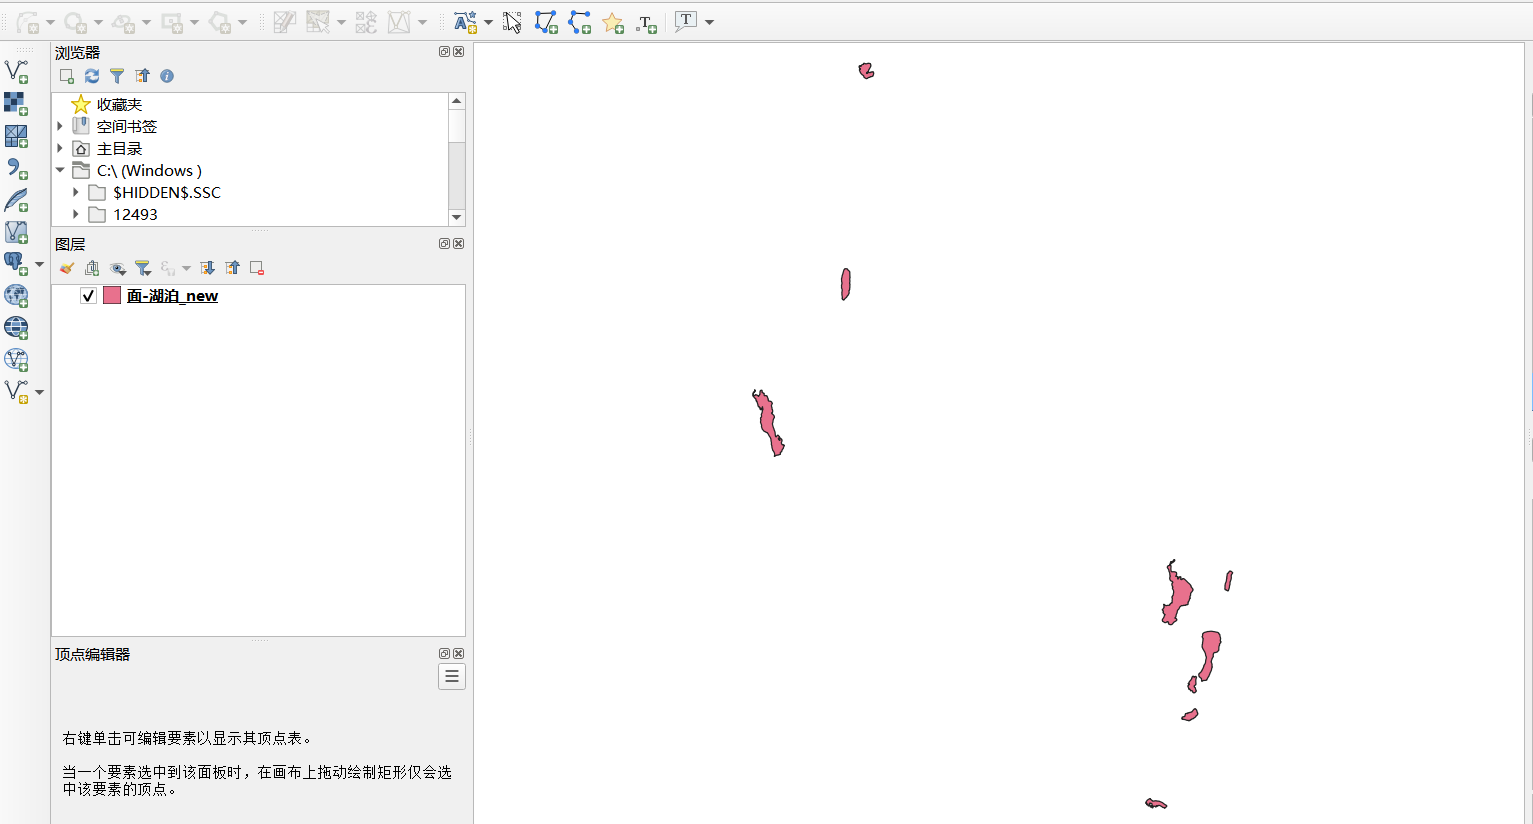 浏览器
收藏夹
空间书签
主目录
C:\ (Windows )
$HIDDEN$.SSC
12493
图层
面-湖泊_new
顶点编辑器
右键单击可编辑要素以显示其顶点表。
当一个要素选中到该面板时，在画布上拖动绘制矩形仅会选
中该要素的顶点。